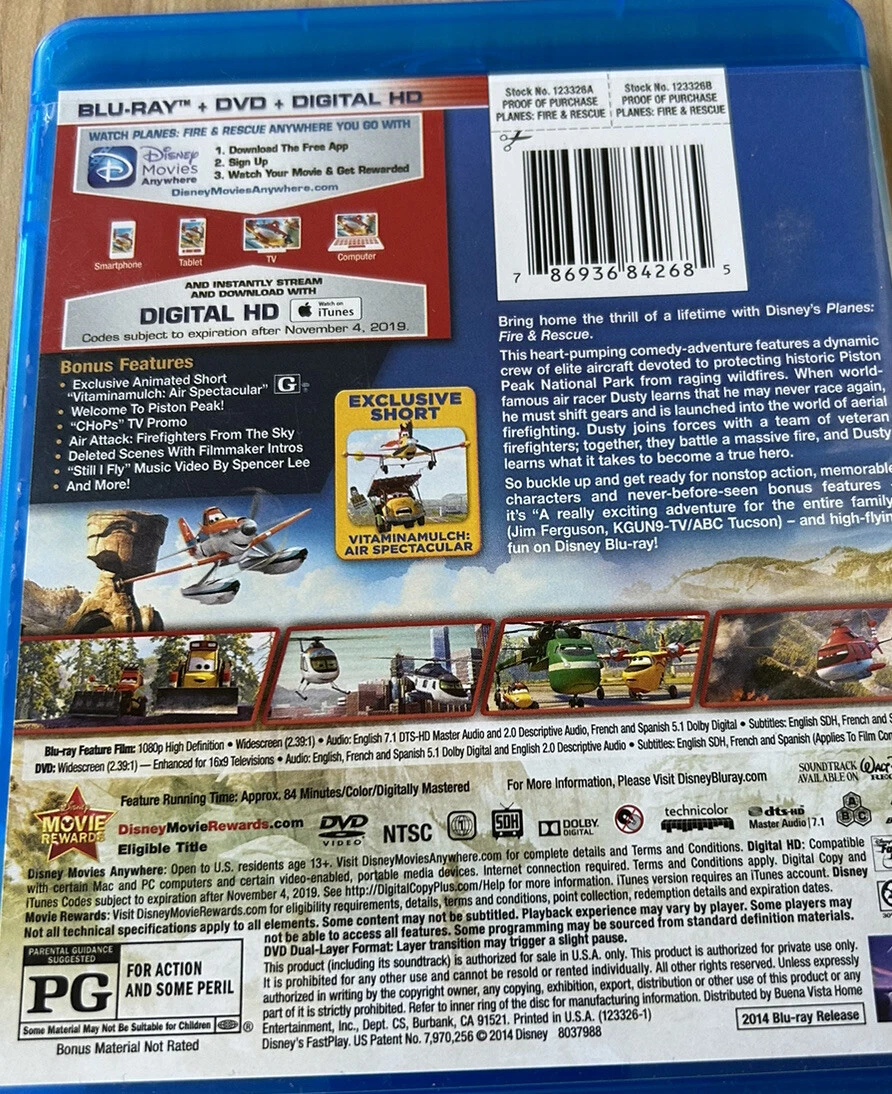 BLU-RAY™ + DVD + DIGITAL HD
WATCH PLANES: FIRE & RESCUE ANYWHERE YOU GO WITH
Disney
Movies
Anywhere
1. Download The Free App
2. Sign Up
3. Watch Your Movie & Get Rewarded
DisneyMoviesAnywhere.com
Smartphone
Tablet
TV
Computer
AND INSTANTLY STREAM
AND DOWNLOAD WITH
DIGITAL HD
Watch on
iTunes
Codes subject to expiration after November 4, 2019.
Stock No. 123326A
PROOF OF PURCHASE
PLANES: FIRE & RESCUE
Stock No. 123326B
PROOF OF PURCHASE
PLANES: FIRE & RESCUE
7 86936 84268 5
Bonus Features
• Exclusive Animated Short
"Vitaminamulch: Air Spectacular" G
• Welcome To Piston Peak!
• "CHoPs" TV Promo
• Air Attack: Firefighters From The Sky
• Deleted Scenes With Filmmaker Intros
• "Still I Fly" Music Video By Spencer Lee
• And More!
EXCLUSIVE
SHORT
VITAMINAMULCH:
AIR SPECTACULAR
Bring home the thrill of a lifetime with Disney's Planes:
Fire & Rescue.
This heart-pumping comedy-adventure features a dynamic
crew of elite aircraft devoted to protecting historic Piston
Peak National Park from raging wildfires. When world-
famous air racer Dusty learns that he may never race again,
he must shift gears and is launched into the world of aerial
firefighting. Dusty joins forces with a team of veteran
firefighters; together, they battle a massive fire, and Dusty
learns what it takes to become a true hero.
So buckle up and get ready for nonstop action, memorable
characters and never-before-seen bonus features
it's "A really exciting adventure for the entire family
(Jim Ferguson, KGUN9-TV/ABC Tucson) – and high-flyin
fun on Disney Blu-ray!
Blu-ray Feature Film: 1080p High Definition • Widescreen (2.39:1) • Audio: English 7.1 DTS-HD Master Audio and 2.0 Descriptive Audio, French and Spanish 5.1 Dolby Digital • Subtitles: English SDH, French and S
DVD: Widescreen (2.39:1) — Enhanced for 16x9 Televisions • Audio: English, French and Spanish 5.1 Dolby Digital and English 2.0 Descriptive Audio • Subtitles: English SDH, French and Spanish (Applies To Film Con
Feature Running Time: Approx. 84 Minutes/Color/Digitally Mastered
For More Information, Please Visit DisneyBluray.com
SOUNDTRACK
AVAILABLE ON
WALT
Disney
MOVIE
REWARDS
DisneyMovieRewards.com
Eligible Title
DVD
VIDEO
NTSC
1
SDH
DOLBY
DIGITAL
technicolor
dts-HD
Master Audio | 7.1
A
B C
Disney Movies Anywhere: Open to U.S. residents age 13+. Visit DisneyMoviesAnywhere.com for complete details and Terms and Conditions. Digital HD: Compatible
with certain Mac and PC computers and certain video-enabled, portable media devices. Internet connection required. Terms and Conditions apply. Digital Copy and
iTunes Codes subject to expiration after November 4, 2019. See http://DigitalCopyPlus.com/Help for more information. iTunes version requires an iTunes account. Disney
Movie Rewards: Visit DisneyMovieRewards.com for eligibility requirements, details, terms and conditions, point collection, redemption details and expiration dates.
Not all technical specifications apply to all elements. Some content may not be subtitled. Playback experience may vary by player. Some players may
not be able to access all features. Some programming may be sourced from standard definition materials.
DVD Dual-Layer Format: Layer transition may trigger a slight pause.
This product (including its soundtrack) is authorized for sale in U.S.A. only. This product is authorized for private use only.
It is prohibited for any other use and cannot be resold or rented individually. All other rights reserved. Unless expressly
authorized in writing by the copyright owner, any copying, exhibition, export, distribution or other use of this product or any
part of it is strictly prohibited. Refer to inner ring of the disc for manufacturing information. Distributed by Buena Vista Home
Entertainment, Inc., Dept. CS, Burbank, CA 91521. Printed in U.S.A. (123326-1)
Disney's FastPlay. US Patent No. 7,970,256 © 2014 Disney 8037988
2014 Blu-ray Release
PARENTAL GUIDANCE
SUGGESTED
PG
FOR ACTION
AND SOME PERIL
Some Material May Not Be Suitable for Children ®
Bonus Material Not Rated